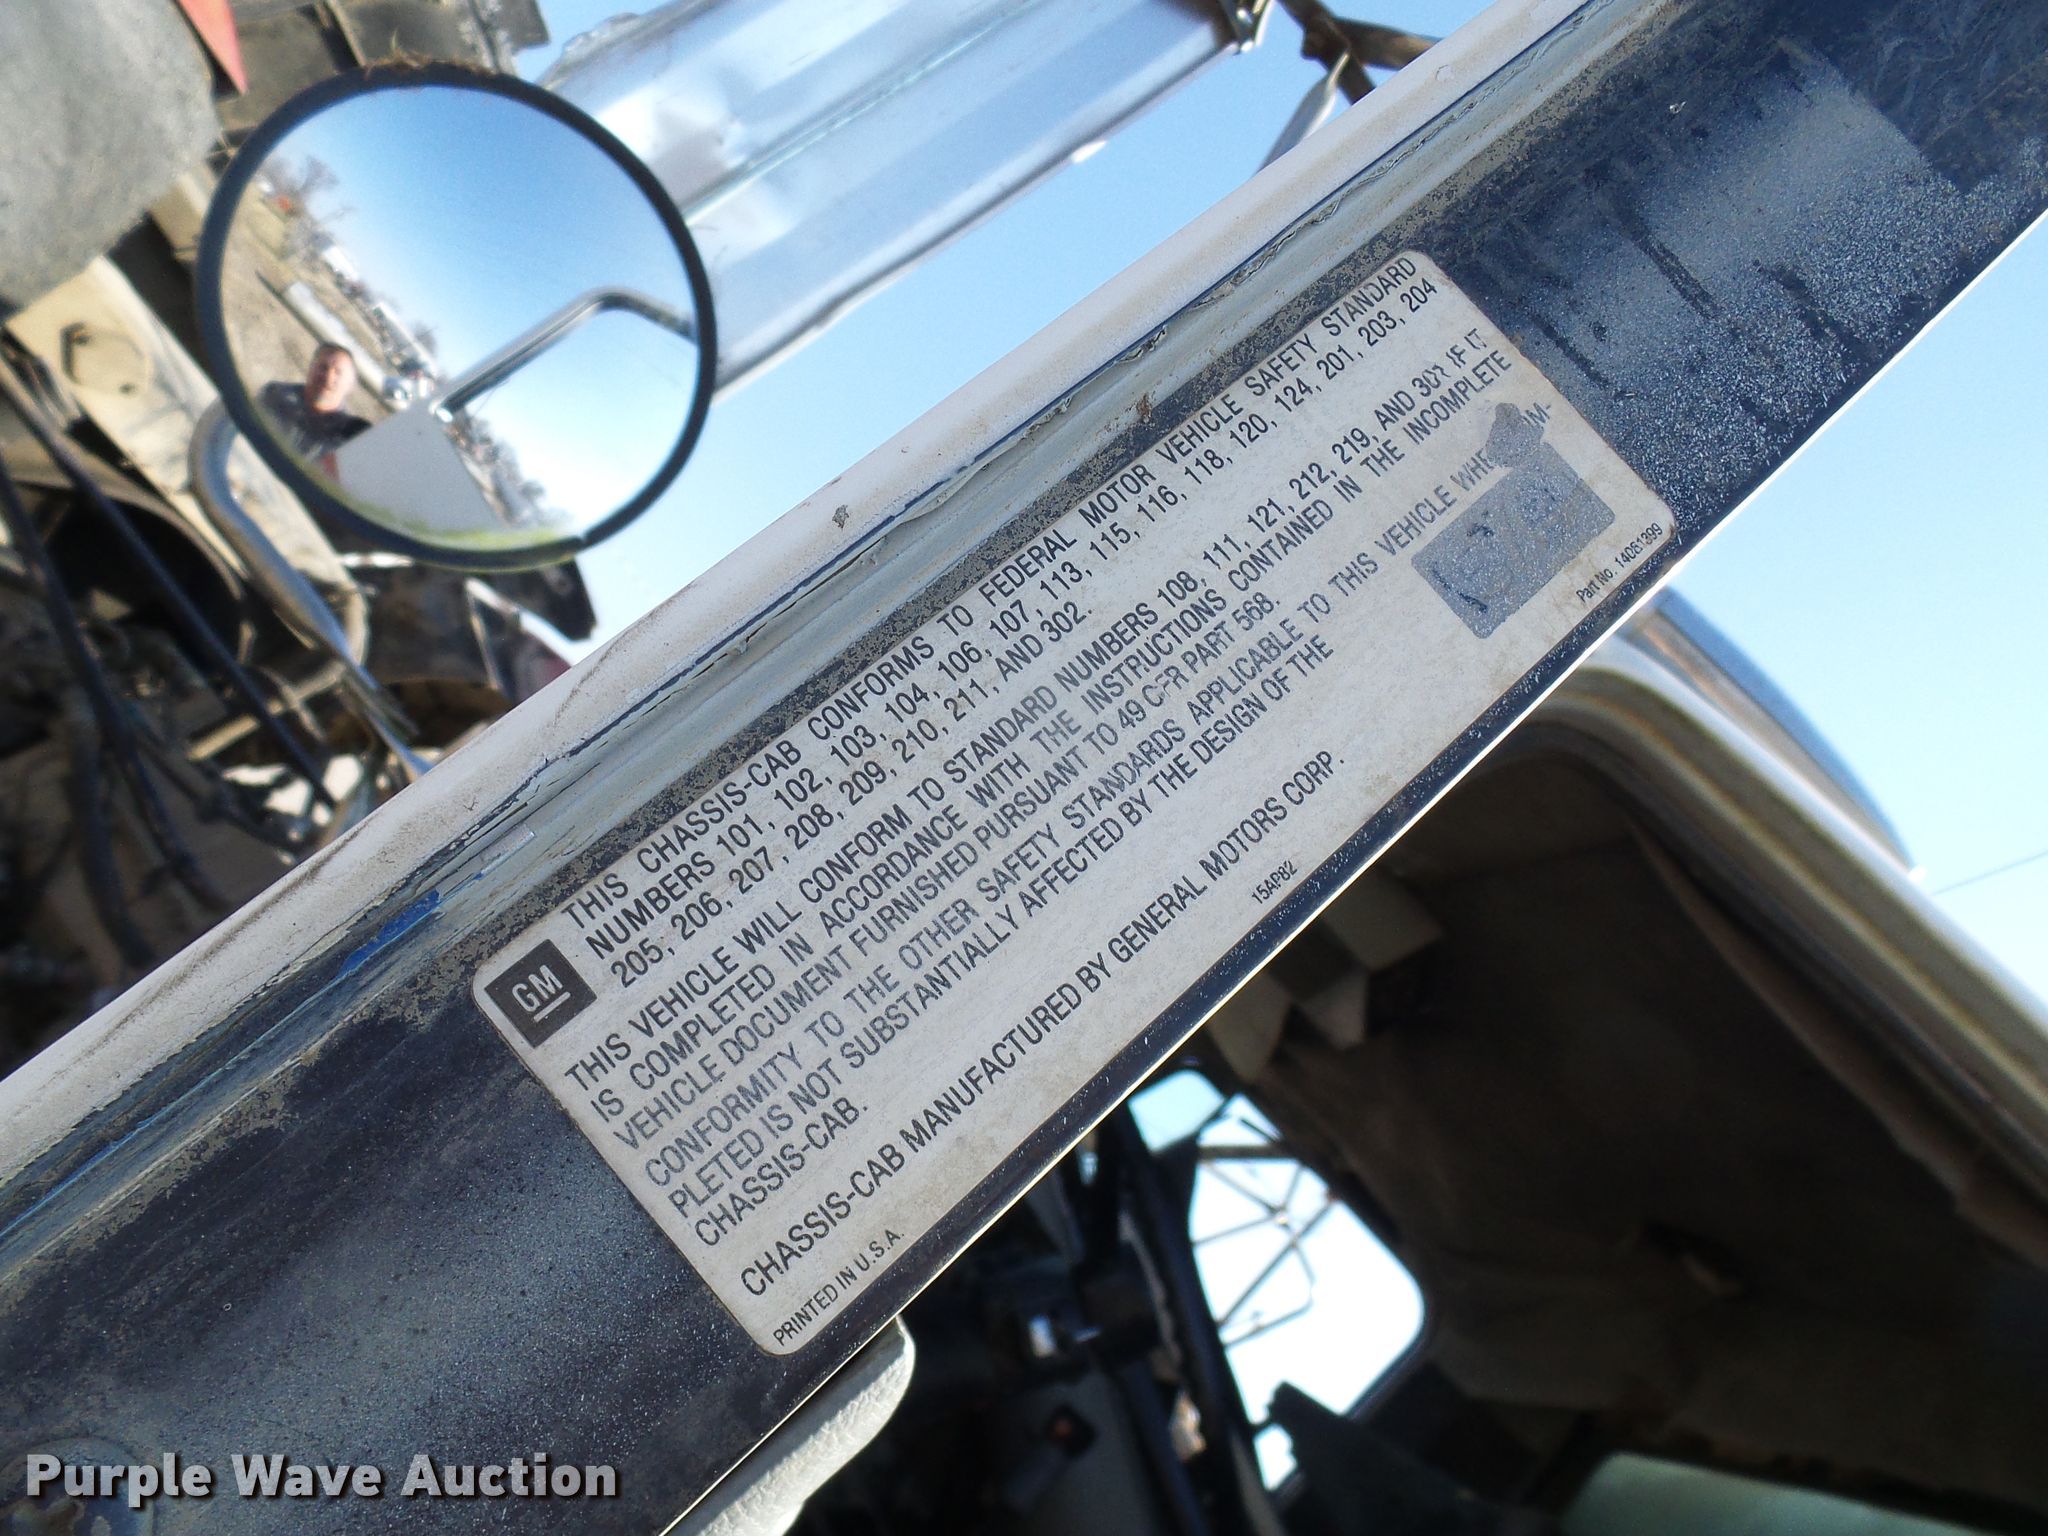 GM
THIS CHASSIS-CAB CONFORMS TO FEDERAL MOTOR VEHICLE SAFETY STANDARD
NUMBERS 101, 102, 103, 104, 106, 107, 113, 115, 116, 118, 120, 124, 201, 203, 204
205, 206, 207, 208, 209, 210, 211, AND 302.
THIS VEHICLE WILL CONFORM TO STANDARD NUMBERS 108, 111, 121, 212, 219, AND 301 IF IT
IS COMPLETED IN ACCORDANCE WITH THE INSTRUCTIONS CONTAINED IN THE INCOMPLETE
VEHICLE DOCUMENT FURNISHED PURSUANT TO 49 CFR PART 568.
CONFORMITY TO THE OTHER SAFETY STANDARDS APPLICABLE TO THIS VEHICLE
PLETED IS NOT SUBSTANTIALLY AFFECTED BY THE DESIGN OF THE
CHASSIS-CAB.
CHASSIS-CAB MANUFACTURED BY GENERAL MOTORS CORP.
PRINTED IN U.S.A. 15AP82 Part No. 14061399
Purple Wave Auction